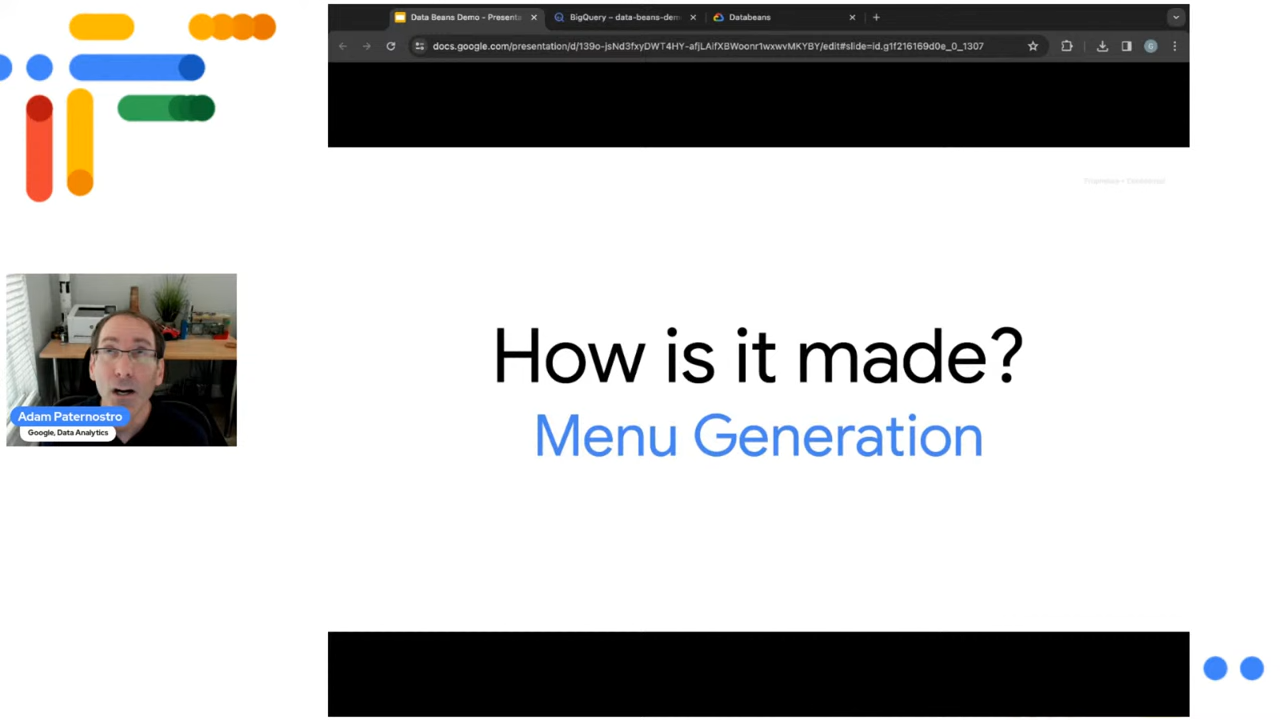 Data Beans Demo - Presenta
BigQuery – data-beans-dem
Databeans
docs.google.com/presentation/d/139o-jsNd3fxyDWT4HY-afjLAifXBWoonr1wxwvMKYBY/edit#slide=id.g1f216169d0e_0_1307
G
How is it made?
Menu Generation
Adam Paternostro
Google, Data Analytics